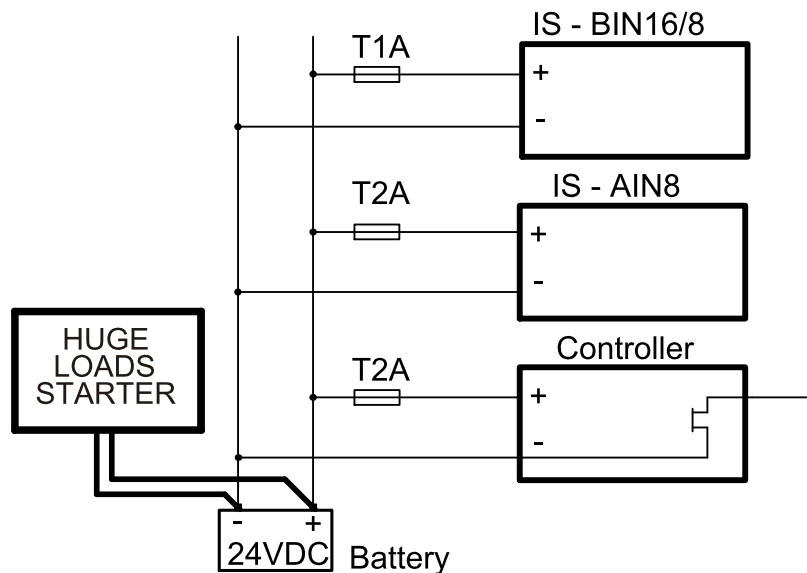 IS - BIN16/8
T1A
+
-
IS - AIN8
T2A
+
-
Controller
T2A
+
-
HUGE
LOADS
STARTER
- +
24VDC
Battery